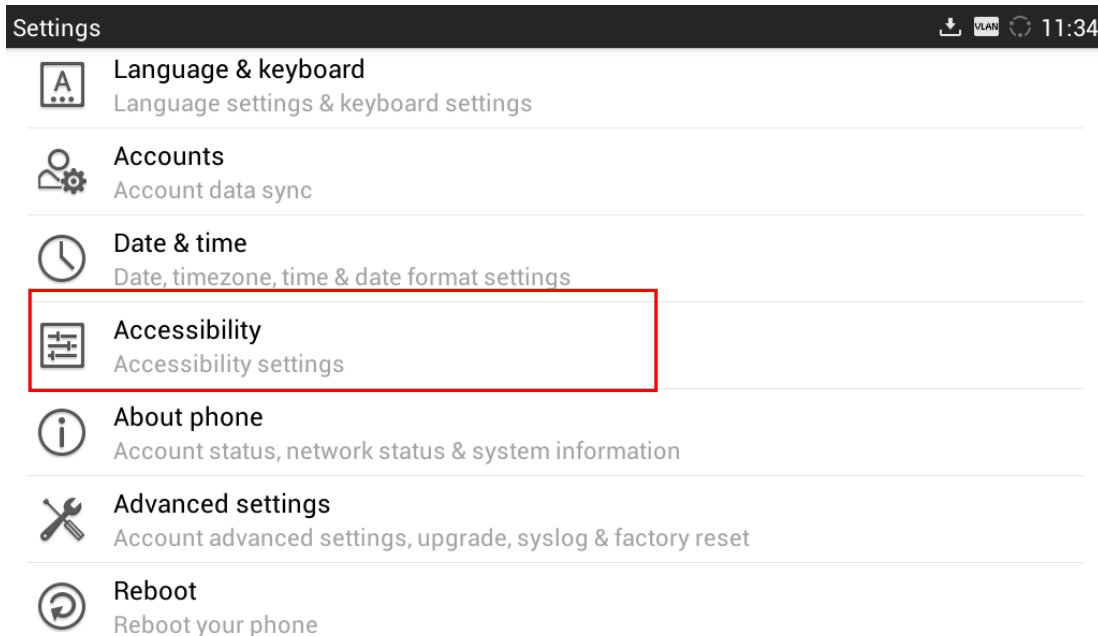 Settings
VLAN
11:34
Language & keyboard
Language settings & keyboard settings
Accounts
Account data sync
Date & time
Date, timezone, time & date format settings
Accessibility
Accessibility settings
About phone
Account status, network status & system information
Advanced settings
Account advanced settings, upgrade, syslog & factory reset
Reboot
Reboot your phone